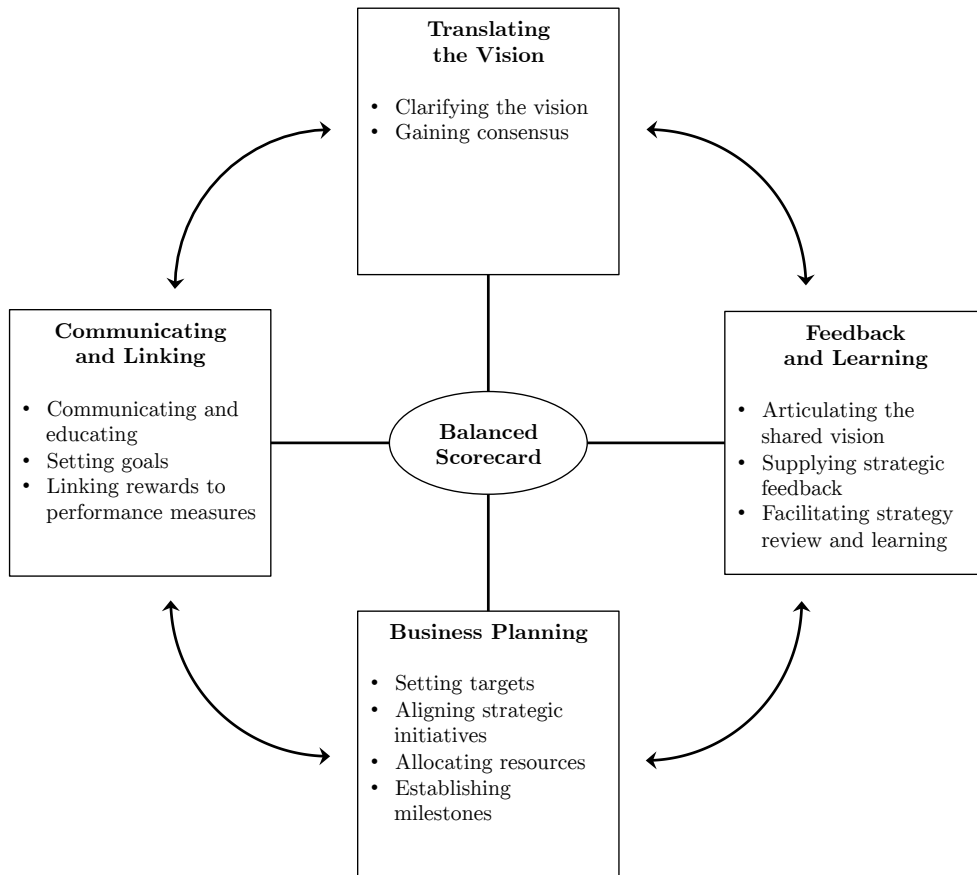 Translating
the Vision
• Clarifying the vision
• Gaining consensus
Communicating
and Linking
• Communicating and
educating
• Setting goals
• Linking rewards to
performance measures
Balanced
Scorecard
Feedback
and Learning
• Articulating the
shared vision
• Supplying strategic
feedback
• Facilitating strategy
review and learning
Business Planning
• Setting targets
• Aligning strategic
initiatives
• Allocating resources
• Establishing
milestones